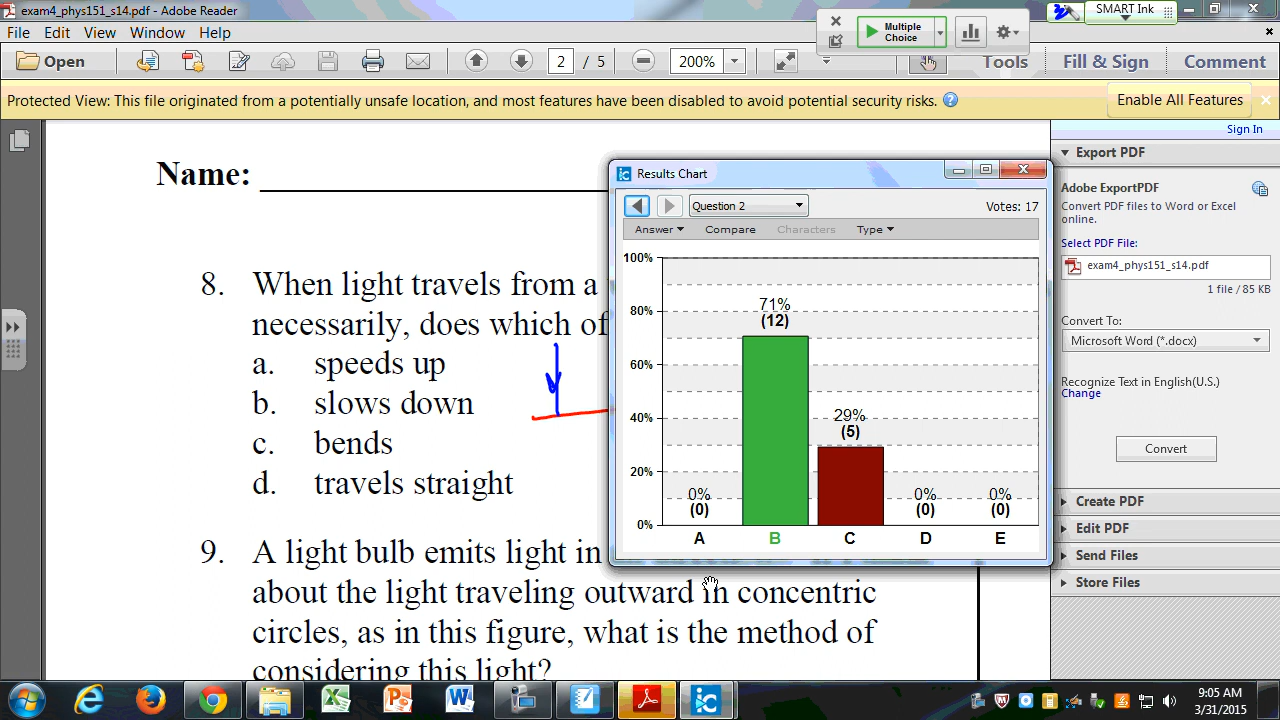 exam4_phys151_s14.pdf - Adobe Reader
SMART Ink
File Edit View Window Help
Multiple
Choice
Open
2 / 5
200%
Tools
Fill & Sign
Comment
Protected View: This file originated from a potentially unsafe location, and most features have been disabled to avoid potential security risks.
Enable All Features
Sign In
Name:
8. When light travels from a
necessarily, does which of
a. speeds up
b. slows down
c. bends
d. travels straight
9. A light bulb emits light in
about the light traveling outward in concentric
circles, as in this figure, what is the method of
considering this light?
Results Chart
Question 2
Votes: 17
Answer Compare Characters Type
100%
80%
60%
40%
20%
0%
71%
(12)
29%
(5)
0%
(0)
0%
(0)
0%
(0)
A B C D E
Export PDF
Adobe ExportPDF
Convert PDF files to Word or Excel
online.
Select PDF File:
exam4_phys151_s14.pdf
1 file / 85 KB
Convert To:
Microsoft Word (*.docx)
Recognize Text in English(U.S.)
Change
Convert
Create PDF
Edit PDF
Send Files
Store Files
9:05 AM
3/31/2015